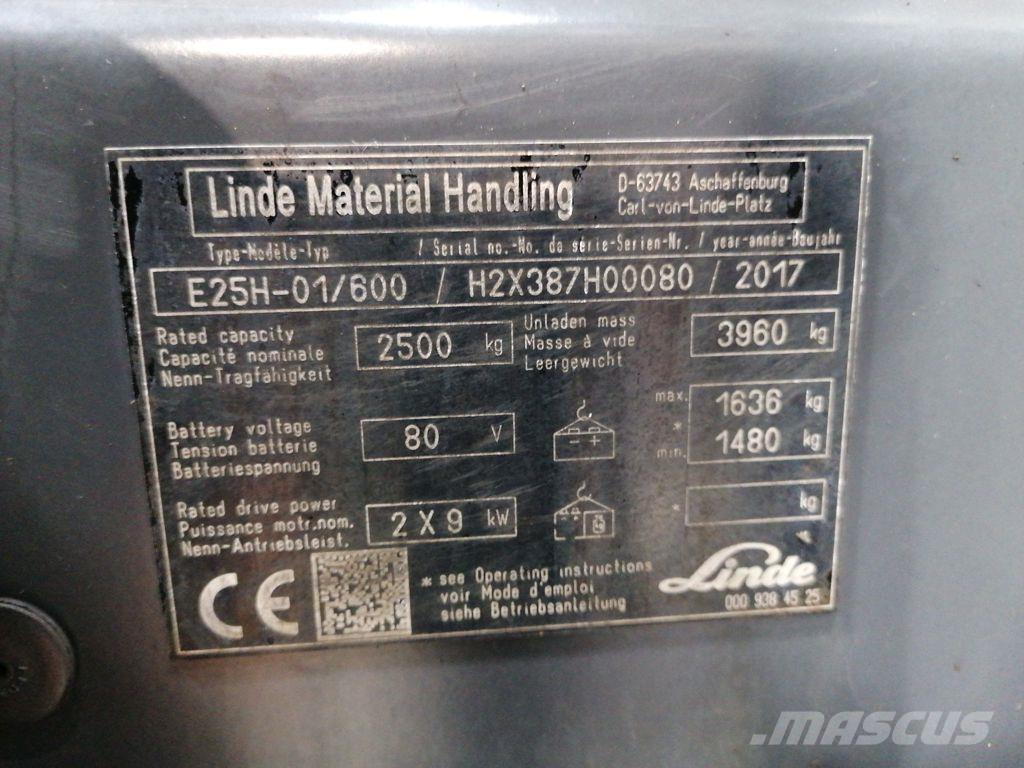 Linde Material Handling
D-63743 Aschaffenburg
Carl-von-Linde-Platz
Type-Modèle-Typ / Serial no.-No. de série-Serien-Nr. / year-année-Baujahr
E25H-01/600 / H2X387H00080 / 2017
Rated capacity
Capacité nominale
Nenn-Tragfähigkeit
2500 kg
Unladen mass
Masse à vide
Leergewicht
3960 kg
Battery voltage
Tension batterie
Batteriespannung
80 V
- +
max.
*
min.
1636 kg
1480 kg
Rated drive power
Puissance motr.nom.
Nenn-Antriebsleist.
2 X 9 kW
* kg
CE
* see Operating instructions
voir Mode d'emploi
siehe Betriebsanleitung
Linde
000 938 45 25
MASCUS